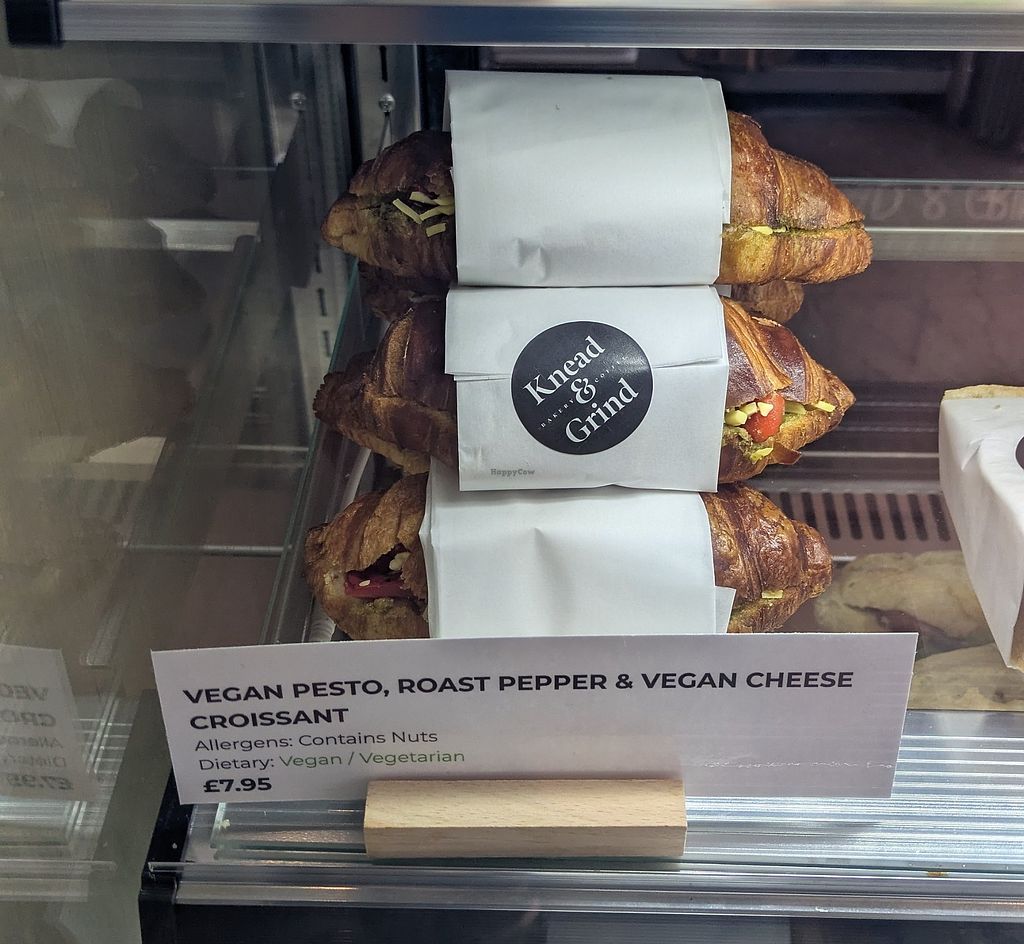 Knead
&
BAKERY
Grind
HappyCow
VEGAN PESTO, ROAST PEPPER & VEGAN CHEESE
CROISSANT
Allergens: Contains Nuts
Dietary: Vegan / Vegetarian
£7.95